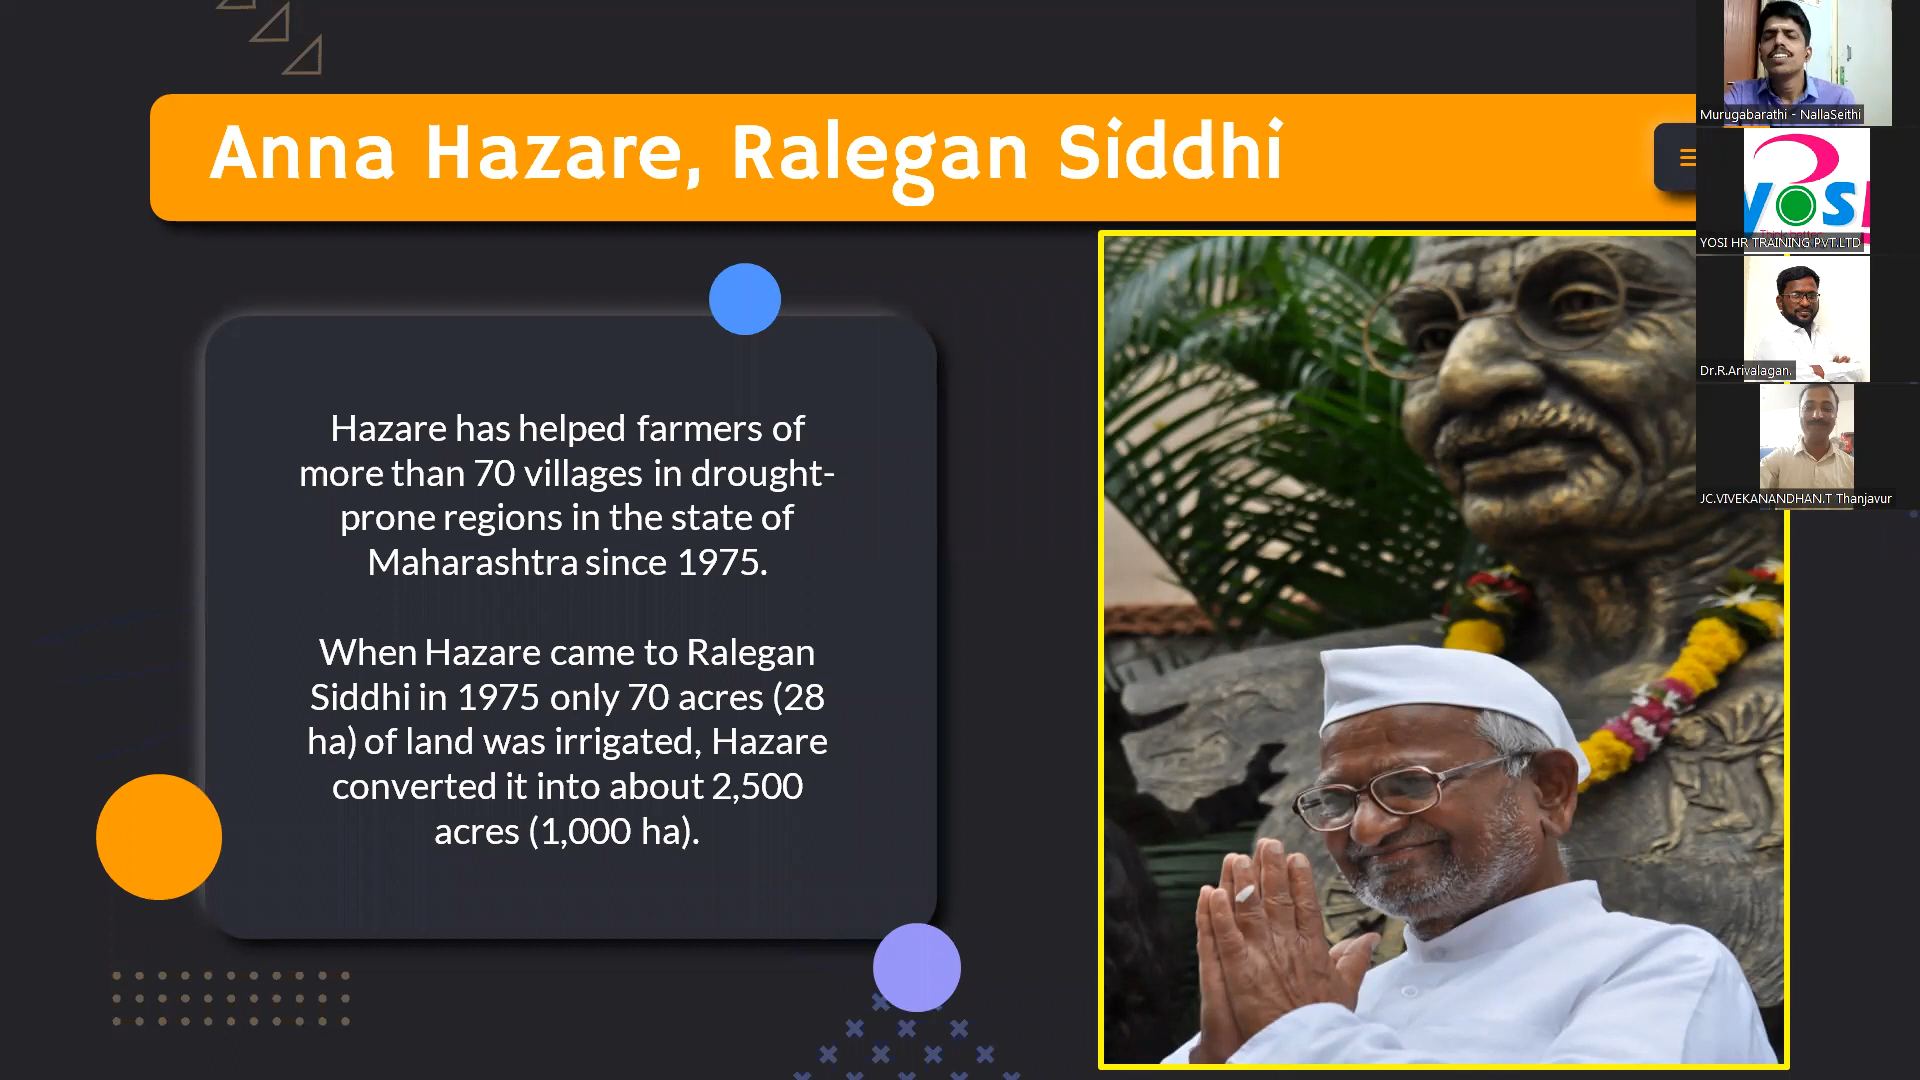 Anna Hazare, Ralegan Siddhi
Hazare has helped farmers of
more than 70 villages in drought-
prone regions in the state of
Maharashtra since 1975.
When Hazare came to Ralegan
Siddhi in 1975 only 70 acres (28
ha) of land was irrigated, Hazare
converted it into about 2,500
acres (1,000 ha).
Murugabarathi - NallaSeithi
YOSI
Think better
YOSI HR TRAINING PVT.LTD
Dr.R.Arivalagan.
JC.VIVEKANANDHAN.T Thanjavur